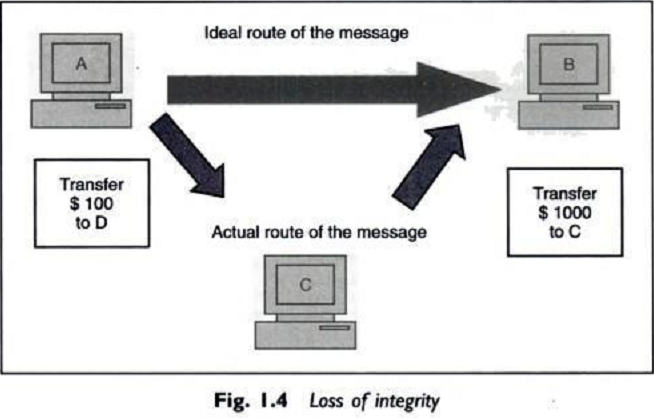 Ideal route of the message
A
B
Transfer
$ 100
to D
Transfer
$ 1000
to C
Actual route of the message
C
Fig. 1.4 Loss of integrity